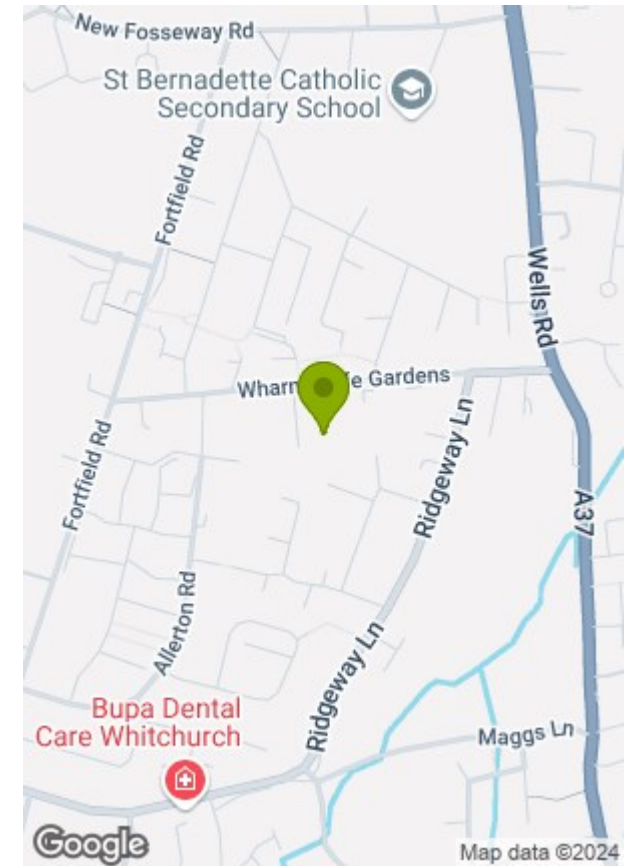 New Fosseway Rd
St Bernadette Catholic
Secondary School
Fortfield Rd
Wells Rd
Gardens
Ridgeway Ln
Fortfield Rd
A37
Allerton Rd
Ridgeway Ln
Bupa Dental
Care Whitchurch
Maggs Ln
Google
Map data ©2024